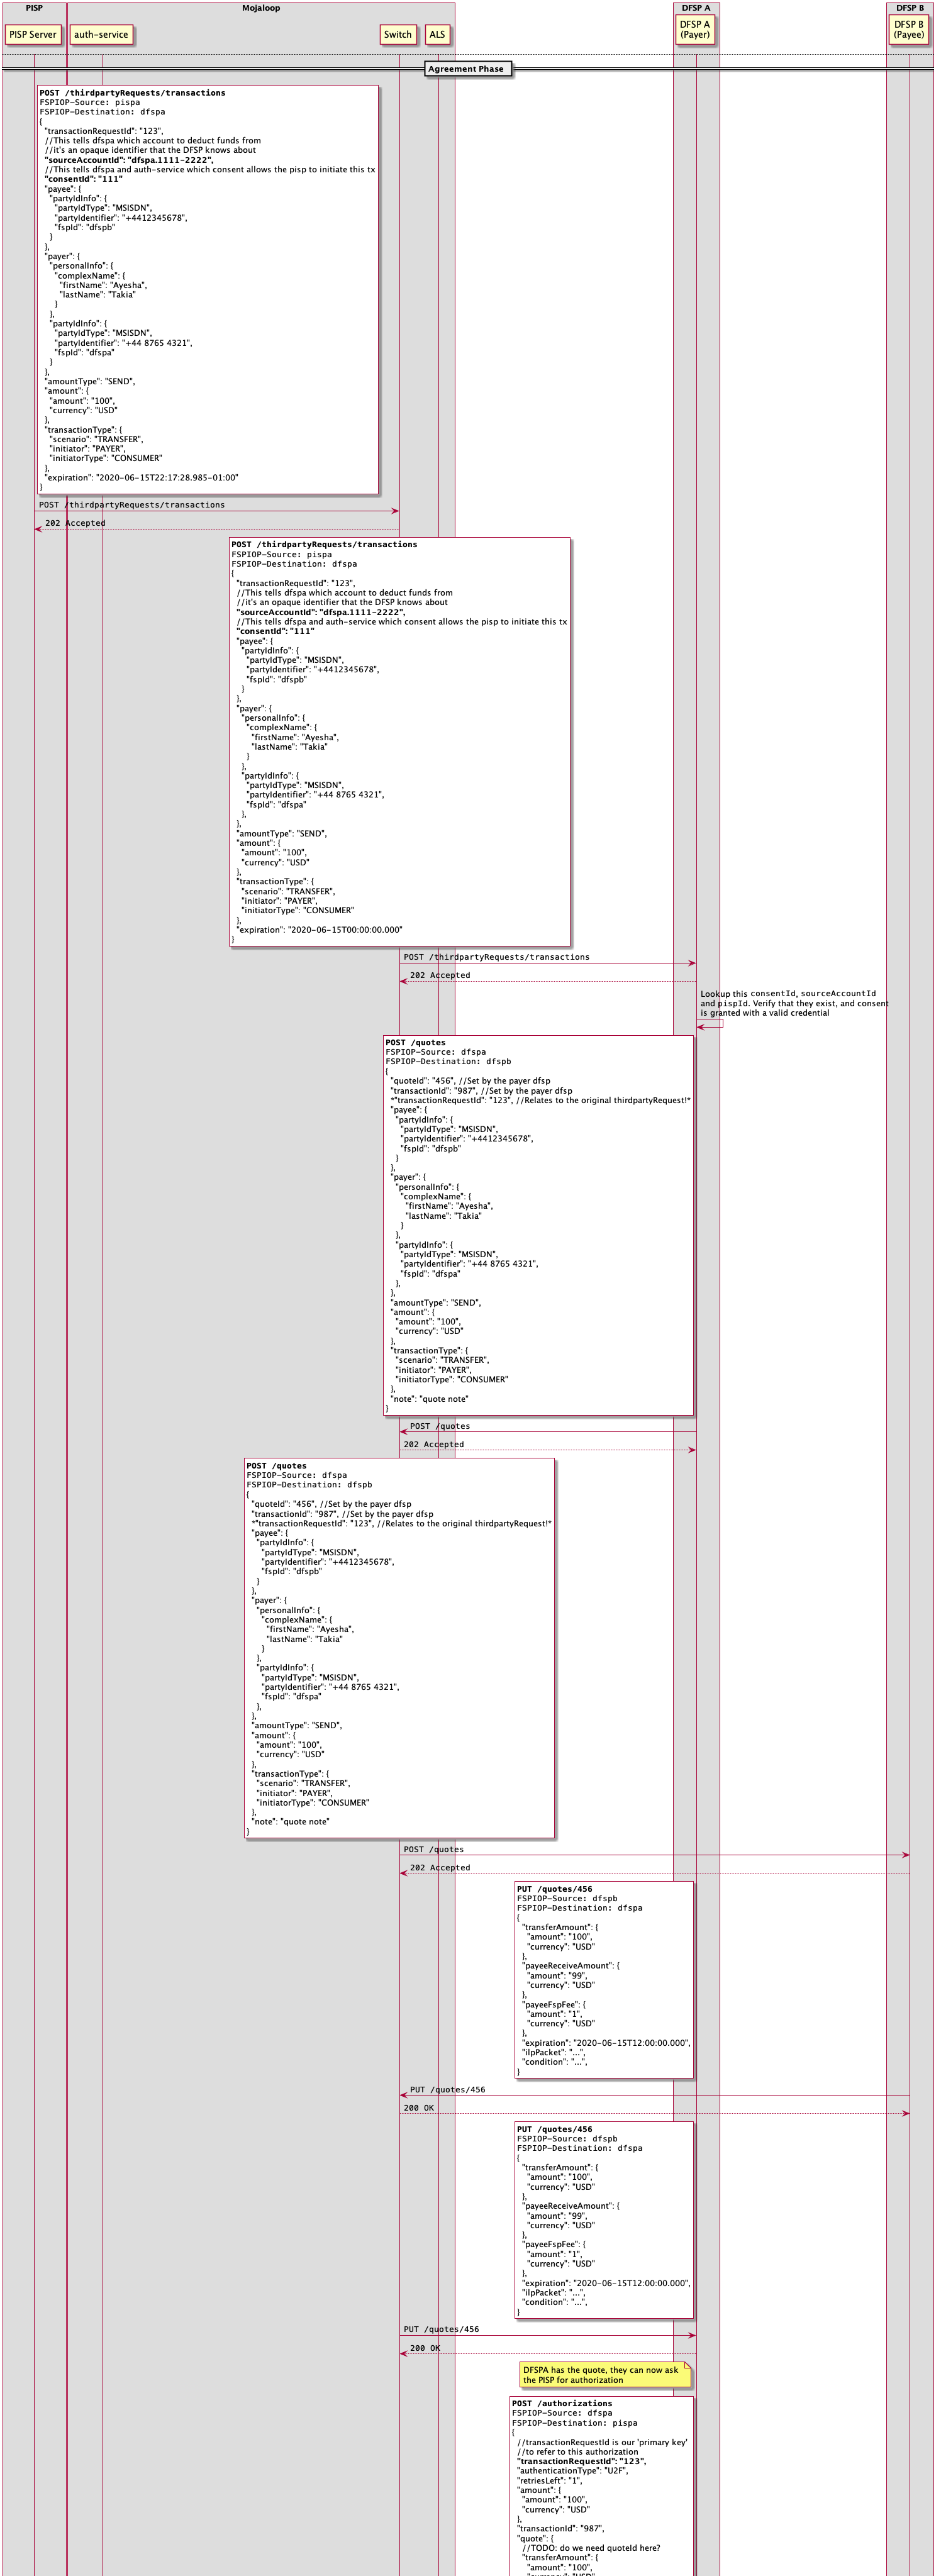 PISP
Mojaloop
DFSP A
DFSP B
PISP Server
auth-service
Switch
ALS
DFSP A
(Payer)
DFSP B
(Payee)
Agreement Phase
POST /thirdpartyRequests/transactions
FSPIOP-Source: pispa
FSPIOP-Destination: dfspa
{
"transactionRequestId": "123",
//This tells dfspa which account to deduct funds from
//it's an opaque identifier that the DFSP knows about
"sourceAccountId": "dfspa.1111-2222",
//This tells dfspa and auth-service which consent allows the pisp to initiate this tx
"consentId": "111"
"payee": {
"partyIdInfo": {
"partyIdType": "MSISDN",
"partyIdentifier": "+4412345678",
"fspId": "dfspb"
}
},
"payer": {
"personalInfo": {
"complexName": {
"firstName": "Ayesha",
"lastName": "Takia"
}
},
"partyIdInfo": {
"partyIdType": "MSISDN",
"partyIdentifier": "+44 8765 4321",
"fspId": "dfspa"
}
},
"amountType": "SEND",
"amount": {
"amount": "100",
"currency": "USD"
},
"transactionType": {
"scenario": "TRANSFER",
"initiator": "PAYER",
"initiatorType": "CONSUMER"
},
"expiration": "2020-06-15T22:17:28.985-01:00"
}
POST /thirdpartyRequests/transactions
202 Accepted
POST /thirdpartyRequests/transactions
FSPIOP-Source: pispa
FSPIOP-Destination: dfspa
{
"transactionRequestId": "123",
//This tells dfspa which account to deduct funds from
//it's an opaque identifier that the DFSP knows about
"sourceAccountId": "dfspa.1111-2222",
//This tells dfspa and auth-service which consent allows the pisp to initiate this tx
"consentId": "111"
"payee": {
"partyIdInfo": {
"partyIdType": "MSISDN",
"partyIdentifier": "+4412345678",
"fspId": "dfspb"
}
},
"payer": {
"personalInfo": {
"complexName": {
"firstName": "Ayesha",
"lastName": "Takia"
}
},
"partyIdInfo": {
"partyIdType": "MSISDN",
"partyIdentifier": "+44 8765 4321",
"fspId": "dfspa"
},
},
"amountType": "SEND",
"amount": {
"amount": "100",
"currency": "USD"
},
"transactionType": {
"scenario": "TRANSFER",
"initiator": "PAYER",
"initiatorType": "CONSUMER"
},
"expiration": "2020-06-15T00:00:00.000"
}
POST /thirdpartyRequests/transactions
202 Accepted
Lookup this consentId, sourceAccountId
and pispId. Verify that they exist, and consent
is granted with a valid credential
POST /quotes
FSPIOP-Source: dfspa
FSPIOP-Destination: dfspb
{
"quoteId": "456", //Set by the payer dfsp
"transactionId": "987", //Set by the payer dfsp
*"transactionRequestId": "123", //Relates to the original thirdpartyRequest!*
"payee": {
"partyIdInfo": {
"partyIdType": "MSISDN",
"partyIdentifier": "+4412345678",
"fspId": "dfspb"
}
},
"payer": {
"personalInfo": {
"complexName": {
"firstName": "Ayesha",
"lastName": "Takia"
}
},
"partyIdInfo": {
"partyIdType": "MSISDN",
"partyIdentifier": "+44 8765 4321",
"fspId": "dfspa"
},
},
"amountType": "SEND",
"amount": {
"amount": "100",
"currency": "USD"
},
"transactionType": {
"scenario": "TRANSFER",
"initiator": "PAYER",
"initiatorType": "CONSUMER"
},
"note": "quote note"
}
POST /quotes
202 Accepted
POST /quotes
FSPIOP-Source: dfspa
FSPIOP-Destination: dfspb
{
"quoteId": "456", //Set by the payer dfsp
"transactionId": "987", //Set by the payer dfsp
*"transactionRequestId": "123", //Relates to the original thirdpartyRequest!*
"payee": {
"partyIdInfo": {
"partyIdType": "MSISDN",
"partyIdentifier": "+4412345678",
"fspId": "dfspb"
}
},
"payer": {
"personalInfo": {
"complexName": {
"firstName": "Ayesha",
"lastName": "Takia"
}
},
"partyIdInfo": {
"partyIdType": "MSISDN",
"partyIdentifier": "+44 8765 4321",
"fspId": "dfspa"
},
},
"amountType": "SEND",
"amount": {
"amount": "100",
"currency": "USD"
},
"transactionType": {
"scenario": "TRANSFER",
"initiator": "PAYER",
"initiatorType": "CONSUMER"
},
"note": "quote note"
}
POST /quotes
202 Accepted
PUT /quotes/456
FSPIOP-Source: dfspb
FSPIOP-Destination: dfspa
{
"transferAmount": {
"amount": "100",
"currency": "USD"
},
"payeeReceiveAmount": {
"amount": "99",
"currency": "USD"
},
"payeeFspFee": {
"amount": "1",
"currency": "USD"
},
"expiration": "2020-06-15T12:00:00.000",
"ilpPacket": "...",
"condition": "...",
}
PUT /quotes/456
200 OK
PUT /quotes/456
FSPIOP-Source: dfspb
FSPIOP-Destination: dfspa
{
"transferAmount": {
"amount": "100",
"currency": "USD"
},
"payeeReceiveAmount": {
"amount": "99",
"currency": "USD"
},
"payeeFspFee": {
"amount": "1",
"currency": "USD"
},
"expiration": "2020-06-15T12:00:00.000",
"ilpPacket": "...",
"condition": "...",
}
PUT /quotes/456
200 OK
DFSPA has the quote, they can now ask
the PISP for authorization
POST /authorizations
FSPIOP-Source: dfspa
FSPIOP-Destination: pispa
{
//transactionRequestId is our 'primary key'
//to refer to this authorization
"transactionRequestId": "123",
"authenticationType": "U2F",
"retriesLeft": "1",
"amount": {
"amount": "100",
"currency": "USD"
},
"transactionId": "987",
"quote": {
//TODO: do we need quoteId here?
"transferAmount": {
"amount": "100",